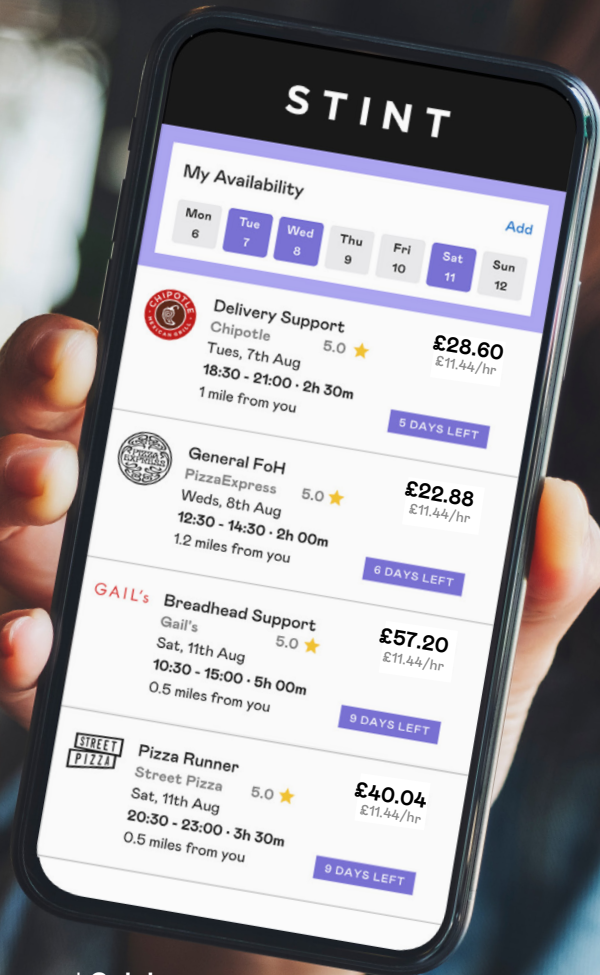 STINT
My Availability
Add
Mon Tue Wed Thu Fri Sat Sun
6 7 8 9 10 11 12
CHIPOTLE
MEXICAN GRILL
Delivery Support
Chipotle 5.0
Tues, 7th Aug
18:30 - 21:00 · 2h 30m
1 mile from you
£28.60
£11.44/hr
5 DAYS LEFT
PIZZA
EXPRESS
General FoH
PizzaExpress 5.0
Weds, 8th Aug
12:30 - 14:30 · 2h 00m
1.2 miles from you
£22.88
£11.44/hr
6 DAYS LEFT
GAIL's
Breadhead Support
Gail's 5.0
Sat, 11th Aug
10:30 - 15:00 · 5h 00m
0.5 miles from you
£57.20
£11.44/hr
9 DAYS LEFT
STREET
PIZZA
Pizza Runner
Street Pizza 5.0
Sat, 11th Aug
20:30 - 23:00 · 3h 30m
0.5 miles from you
£40.04
£11.44/hr
9 DAYS LEFT